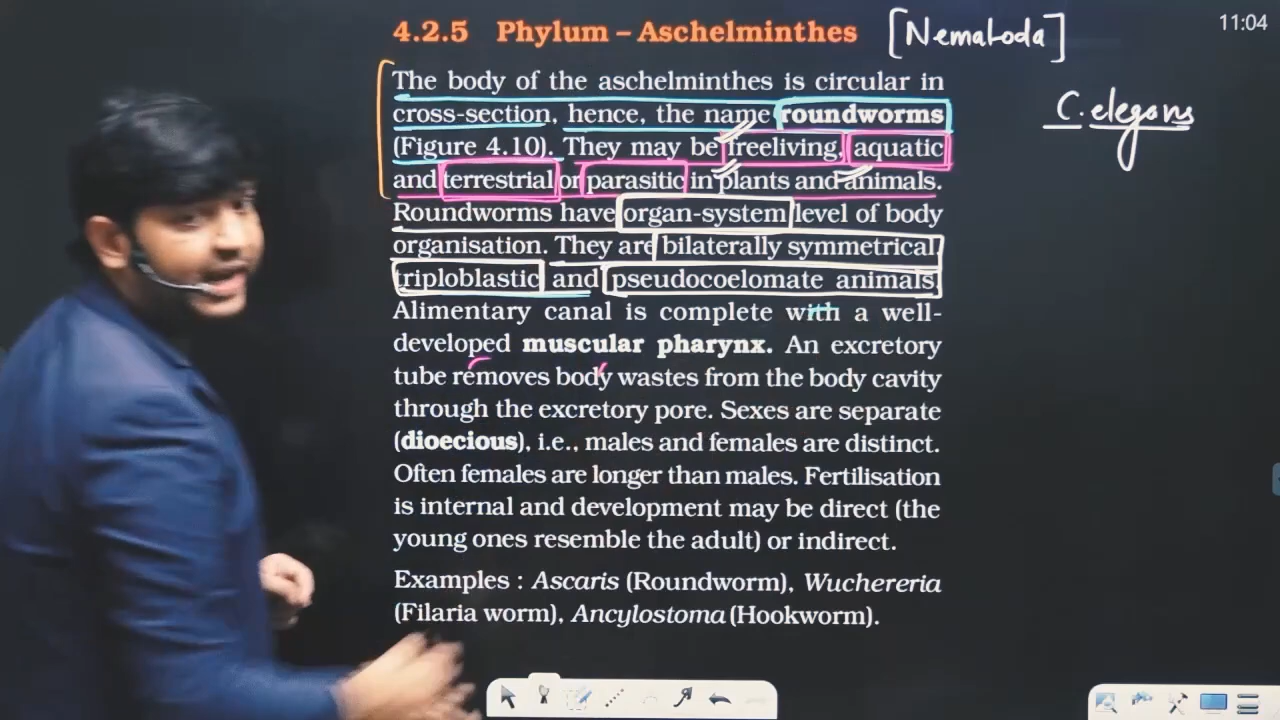 4.2.5 Phylum – Aschelminthes [Nematoda]
11:04
C. elegans
The body of the aschelminthes is circular in
cross-section, hence, the name roundworms
(Figure 4.10). They may be freeliving, aquatic
and terrestrial or parasitic in plants and animals.
Roundworms have organ-system level of body
organisation. They are bilaterally symmetrical,
triploblastic and pseudocoelomate animals.
Alimentary canal is complete with a well-
developed muscular pharynx. An excretory
tube removes body wastes from the body cavity
through the excretory pore. Sexes are separate
(dioecious), i.e., males and females are distinct.
Often females are longer than males. Fertilisation
is internal and development may be direct (the
young ones resemble the adult) or indirect.
Examples : Ascaris (Roundworm), Wuchereria
(Filaria worm), Ancylostoma (Hookworm).